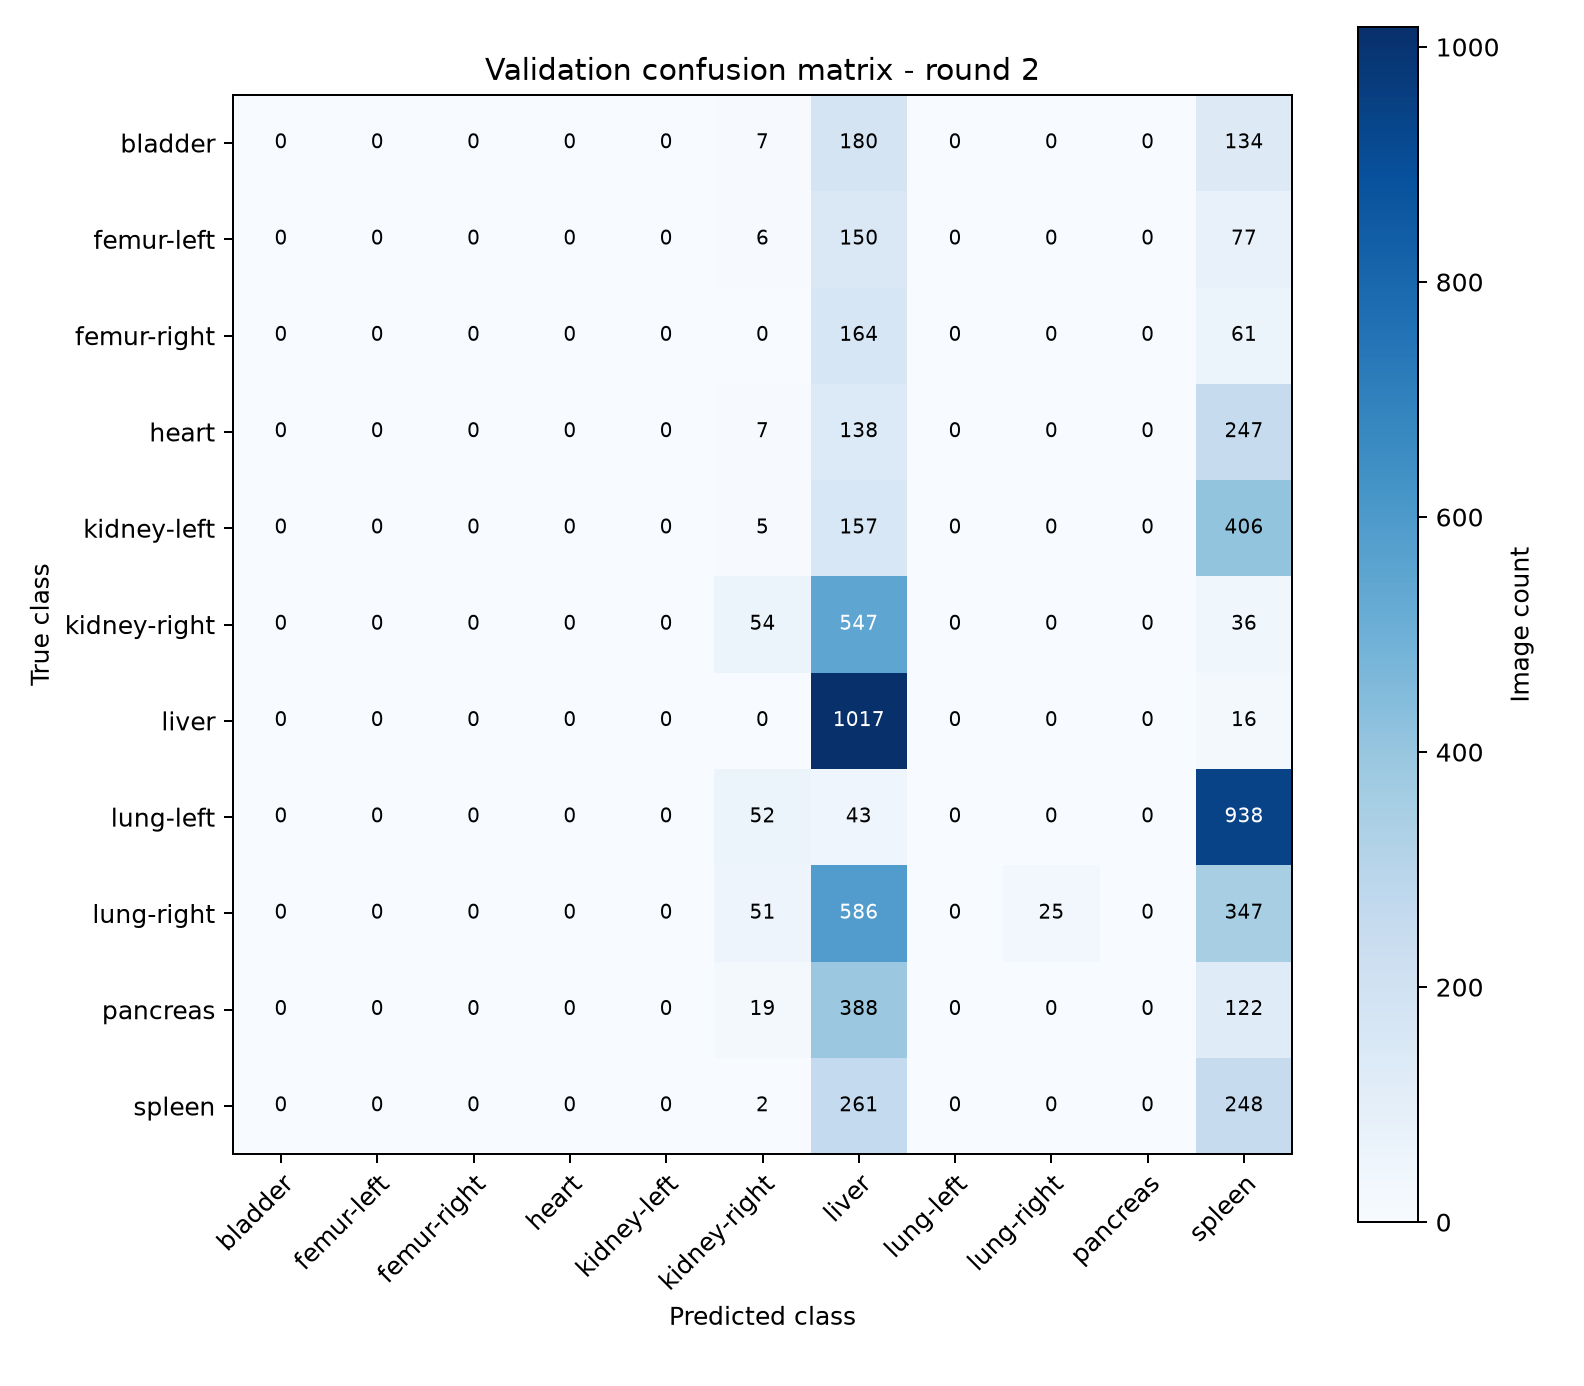 Validation confusion matrix - round 2
True class
bladder 0 0 0 0 0 7 180 0 0 0 134
femur-left 0 0 0 0 0 6 150 0 0 0 77
femur-right 0 0 0 0 0 0 164 0 0 0 61
heart 0 0 0 0 0 7 138 0 0 0 247
kidney-left 0 0 0 0 0 5 157 0 0 0 406
kidney-right 0 0 0 0 0 54 547 0 0 0 36
liver 0 0 0 0 0 0 1017 0 0 0 16
lung-left 0 0 0 0 0 52 43 0 0 0 938
lung-right 0 0 0 0 0 51 586 0 25 0 347
pancreas 0 0 0 0 0 19 388 0 0 0 122
spleen 0 0 0 0 0 2 261 0 0 0 248
bladder
femur-left
femur-right
heart
kidney-left
kidney-right
liver
lung-left
lung-right
pancreas
spleen
Predicted class
1000
800
600
400
200
0
Image count